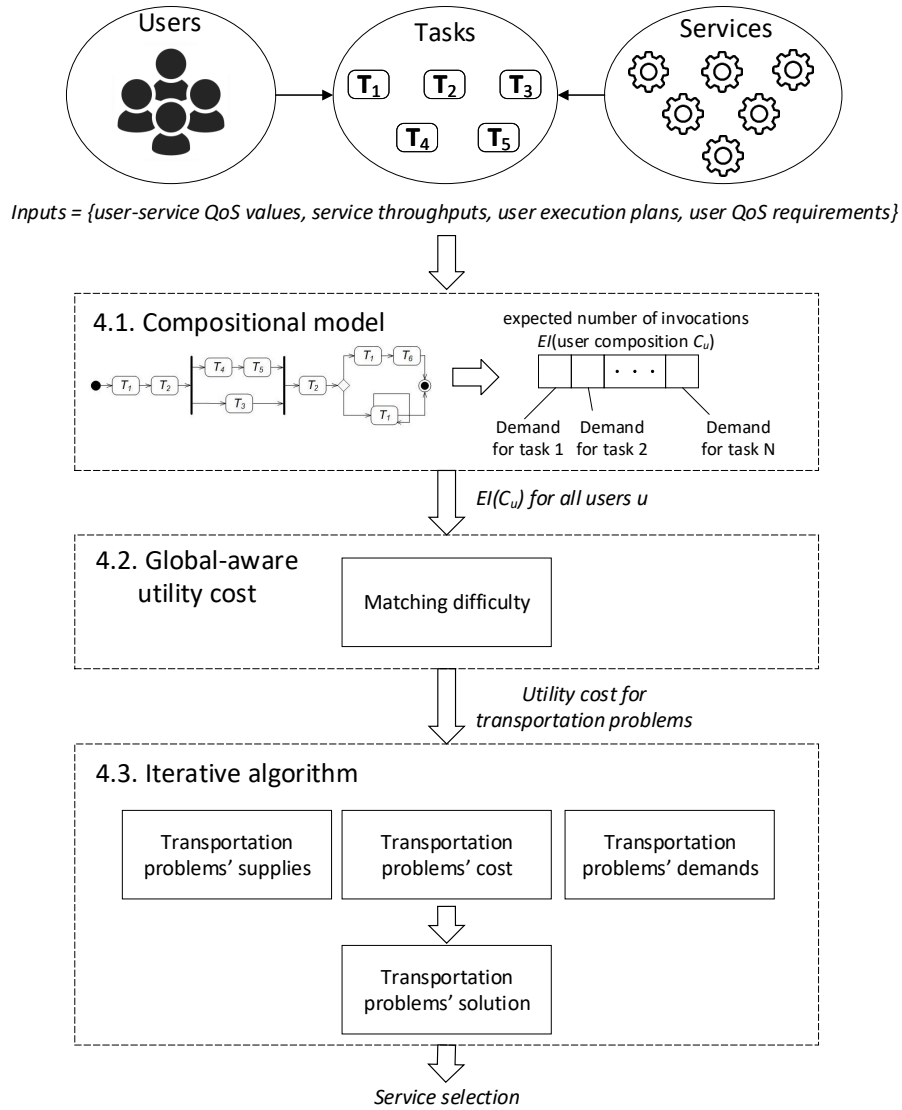 Users
Tasks
Services
T1
T2
T3
T4
T5
Inputs = {user-service QoS values, service throughputs, user execution plans, user QoS requirements}
4.1. Compositional model
expected number of invocations
EI(user composition Cu)
T1
T2
T4
T5
T3
T2
T1
T6
T1
. . .
Demand
for task 1
Demand
for task 2
Demand
for task N
EI(Cu) for all users u
4.2. Global-aware
utility cost
Matching difficulty
Utility cost for
transportation problems
4.3. Iterative algorithm
Transportation
problems’ supplies
Transportation
problems’ cost
Transportation
problems’ demands
Transportation
problems’ solution
Service selection